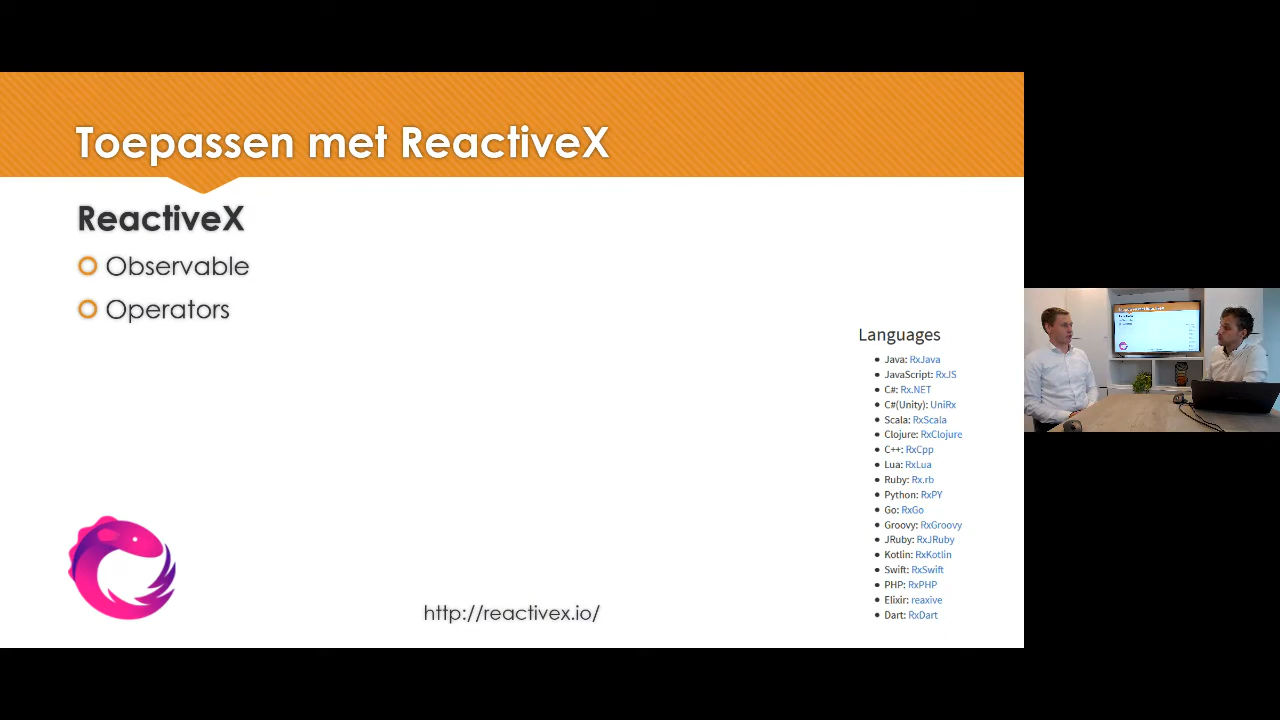 Toepassen met ReactiveX
ReactiveX
Observable
Operators
Languages
Java: RxJava
JavaScript: RxJS
C#: Rx.NET
C#(Unity): UniRx
Scala: RxScala
Clojure: RxClojure
C++: RxCpp
Lua: RxLua
Ruby: Rx.rb
Python: RxPY
Go: RxGo
Groovy: RxGroovy
JRuby: RxJRuby
Kotlin: RxKotlin
Swift: RxSwift
PHP: RxPHP
Elixir: reaxive
Dart: RxDart
http://reactivex.io/